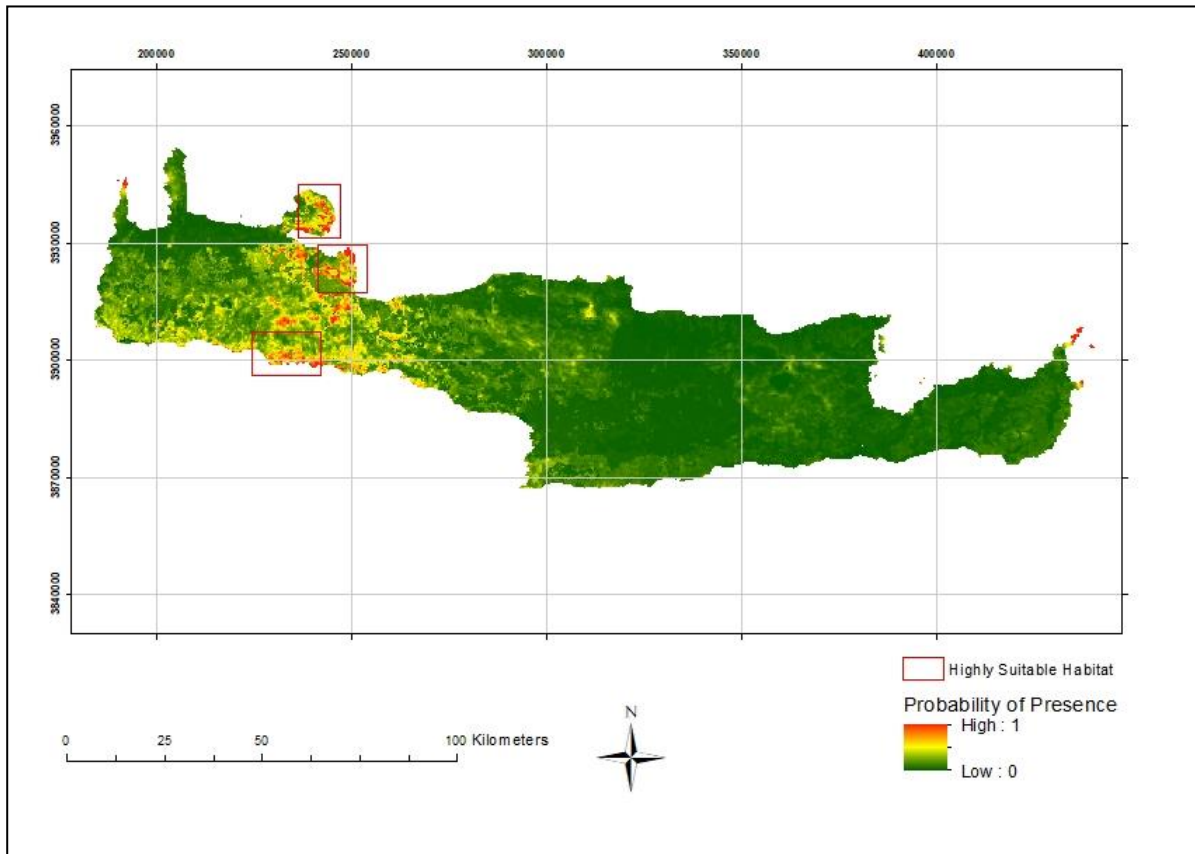 200000 250000 300000 350000 400000
3960000
3930000
3900000
3870000
3840000
Highly Suitable Habitat
Probability of Presence
High : 1
Low : 0
N
0 25 50 100 Kilometers